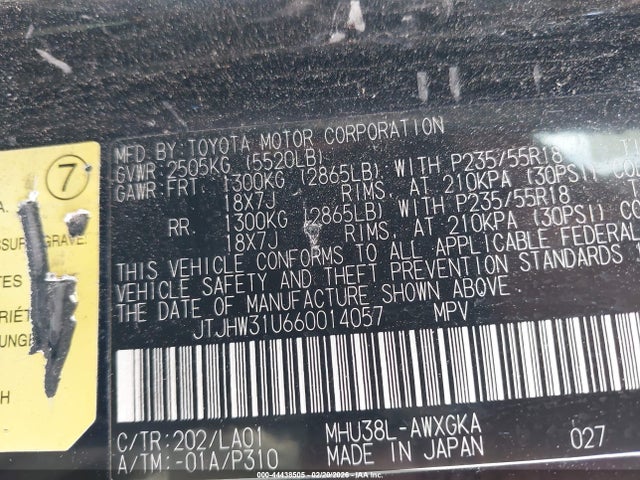 MFD. BY: TOYOTA MOTOR CORPORATION
GVWR 2505KG (5520LB)
GAWR FRT. 1300KG (2865LB) WITH P235/55R18
18X7J RIMS, AT 210KPA (30PSI)
RR. 1300KG (2865LB) WITH P235/55R18
18X7J RIMS, AT 210KPA (30PSI)
THIS VEHICLE CONFORMS TO ALL APPLICABLE FEDERAL
VEHICLE SAFETY AND THEFT PREVENTION STANDARDS
THE DATE OF MANUFACTURE SHOWN ABOVE
JTJHW31U660014057 MPV
C/TR:202/LA01 MHU38L-AWXGKA
A/TM:-01A/P310 MADE IN JAPAN 027
7
000-44438505 - 02/20/2026 - IAAI.COM